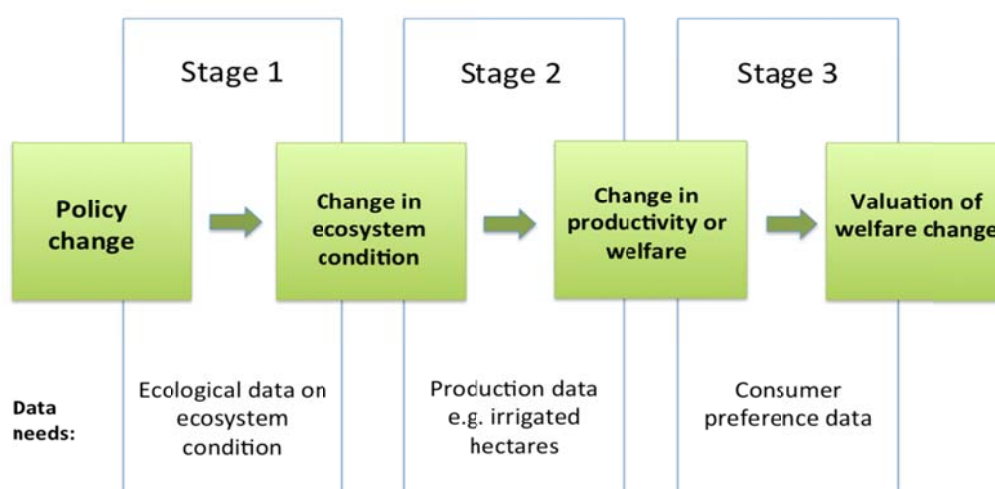 Stage 1
Stage 2
Stage 3
Policy
change
Change in
ecosystem
condition
Change in
productivity or
welfare
Valuation of
welfare change
Data
needs:
Ecological data on
ecosystem
condition
Production data
e.g. irrigated
hectares
Consumer
preference data